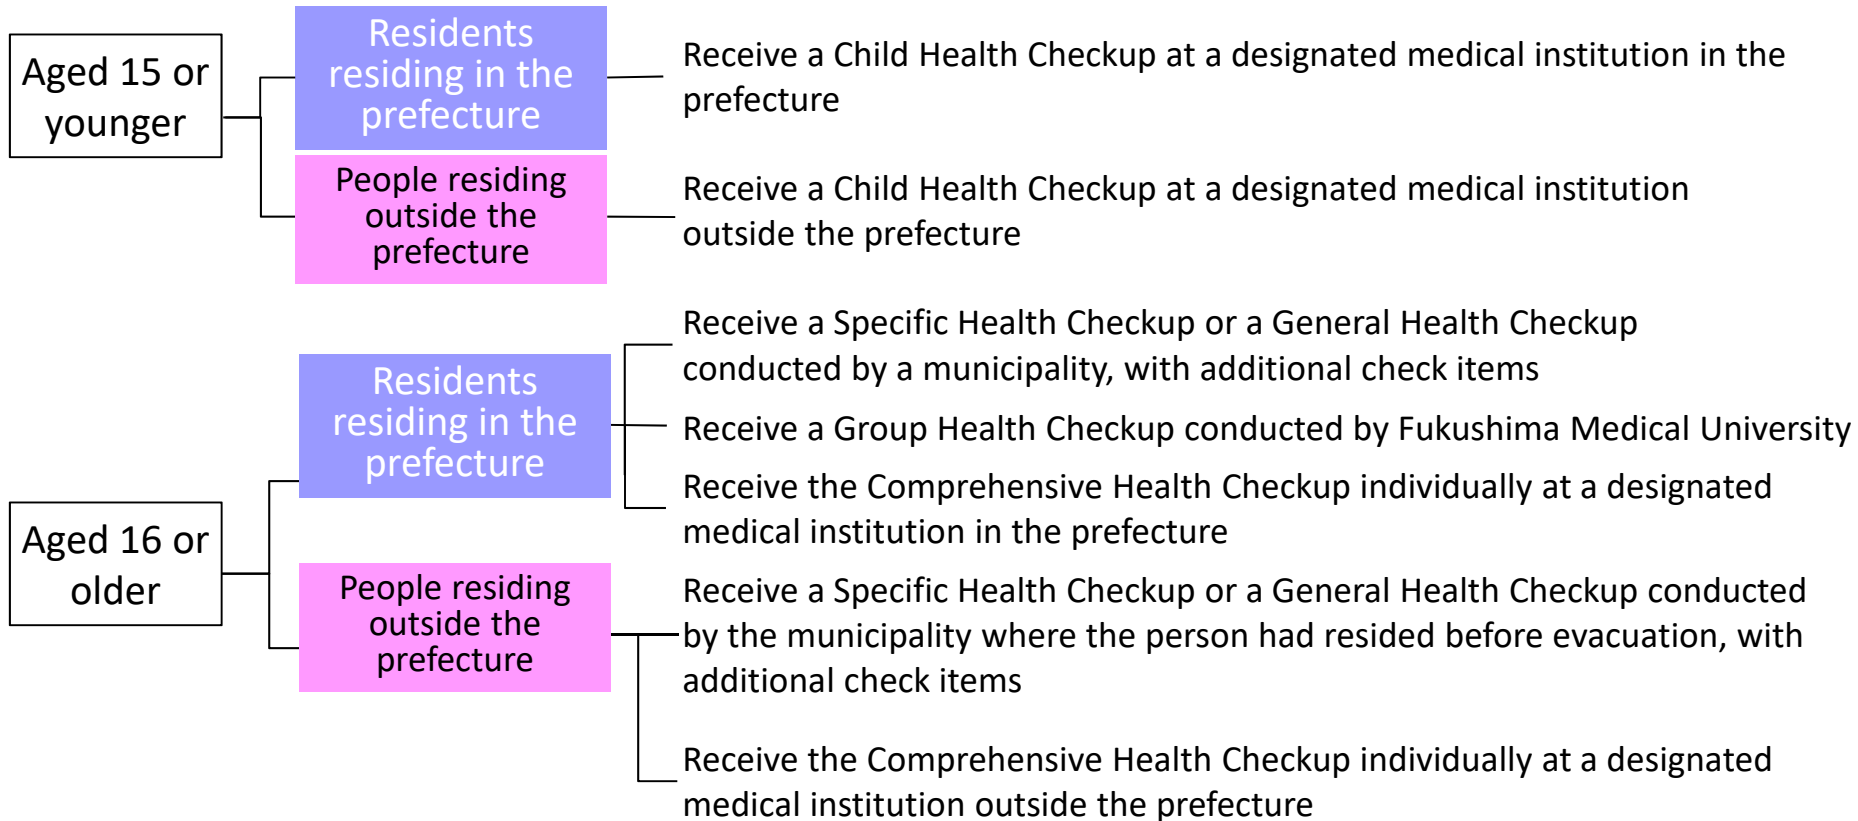 Aged 15 or
younger
Residents
residing in the
prefecture
Receive a Child Health Checkup at a designated medical institution in the
prefecture
People residing
outside the
prefecture
Receive a Child Health Checkup at a designated medical institution
outside the prefecture
Aged 16 or
older
Residents
residing in the
prefecture
Receive a Specific Health Checkup or a General Health Checkup
conducted by a municipality, with additional check items
Receive a Group Health Checkup conducted by Fukushima Medical University
Receive the Comprehensive Health Checkup individually at a designated
medical institution in the prefecture
People residing
outside the
prefecture
Receive a Specific Health Checkup or a General Health Checkup conducted
by the municipality where the person had resided before evacuation, with
additional check items
Receive the Comprehensive Health Checkup individually at a designated
medical institution outside the prefecture